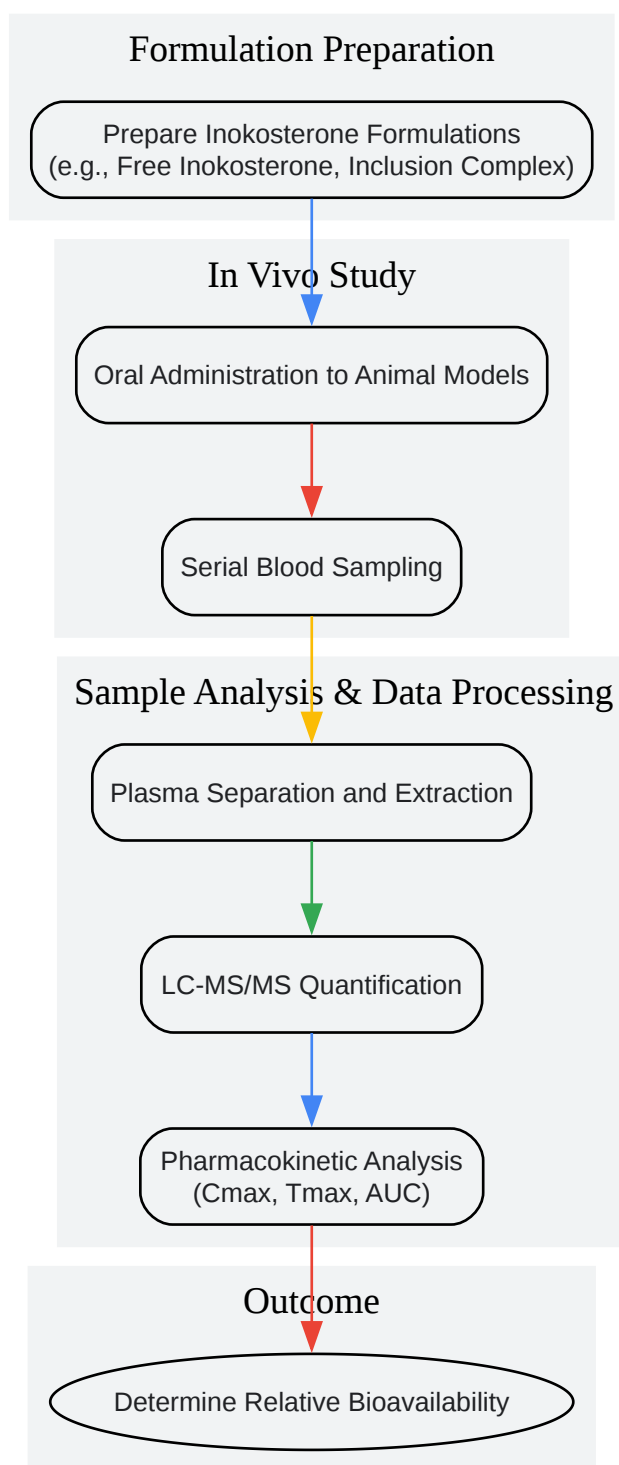 Formulation Preparation
Prepare Inokosterone Formulations
(e.g., Free Inokosterone, Inclusion Complex)
In Vivo Study
Oral Administration to Animal Models
Serial Blood Sampling
Sample Analysis & Data Processing
Plasma Separation and Extraction
LC-MS/MS Quantification
Pharmacokinetic Analysis
(Cmax, Tmax, AUC)
Outcome
Determine Relative Bioavailability